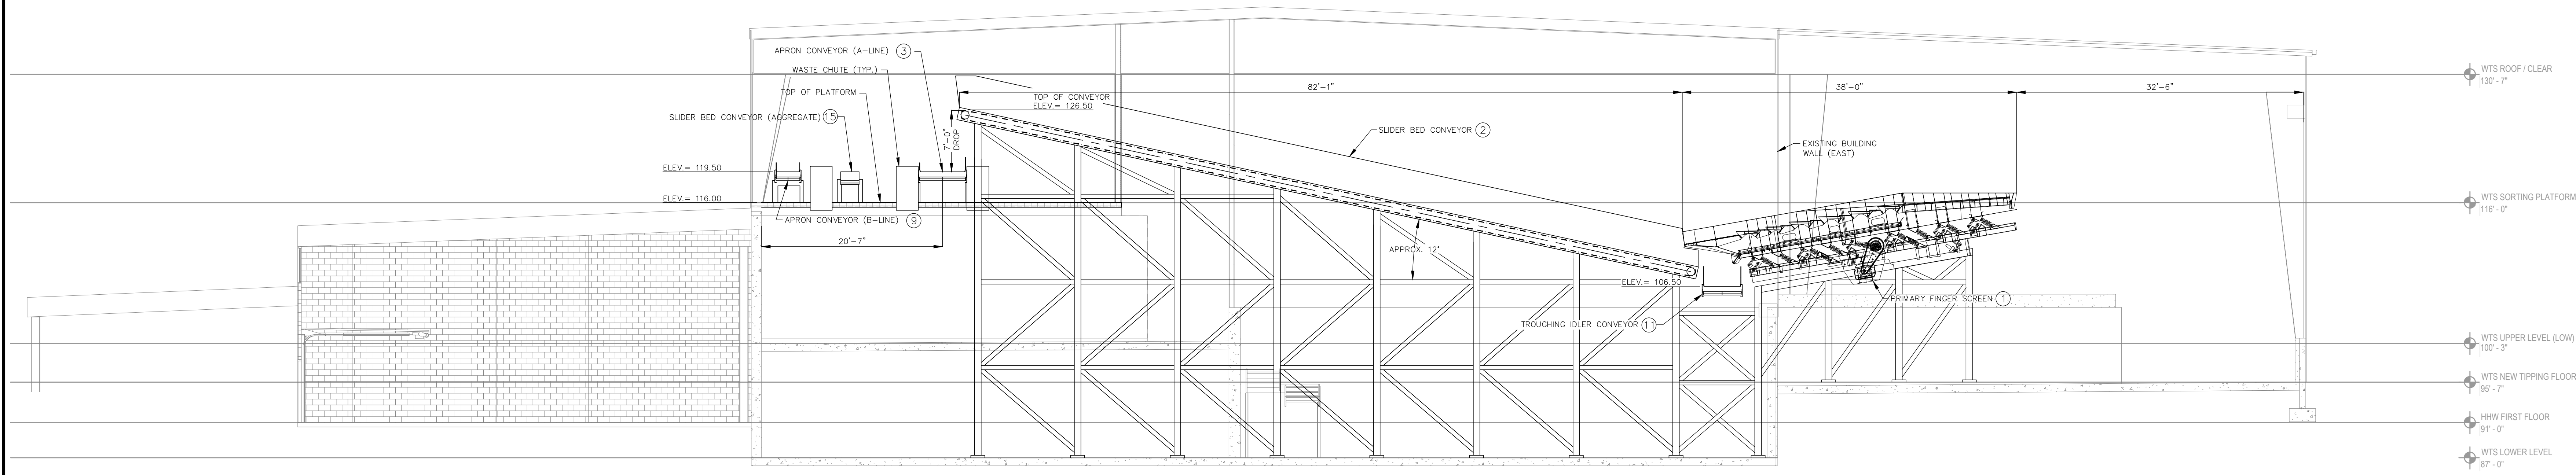 APRON CONVEYOR (A-LINE) 3
WASTE CHUTE (TYP.)
TOP OF PLATFORM
SLIDER BED CONVEYOR (AGGREGATE) 15
ELEV.= 119.50
ELEV.= 116.00
APRON CONVEYOR (B-LINE) 9
20'-7"
7'-0"
DROP
TOP OF CONVEYOR
ELEV.= 126.50
82'-1"
38'-0"
32'-6"
SLIDER BED CONVEYOR 2
EXISTING BUILDING
WALL (EAST)
APPROX. 12°
ELEV.= 106.50
PRIMARY FINGER SCREEN 1
TROUGHING IDLER CONVEYOR 11
WTS ROOF / CLEAR
130' - 7"
WTS SORTING PLATFORM
116' - 0"
WTS UPPER LEVEL (LOW)
100' - 3"
WTS NEW TIPPING FLOOR
95' - 7"
HHW FIRST FLOOR
91' - 0"
WTS LOWER LEVEL
87' - 0"